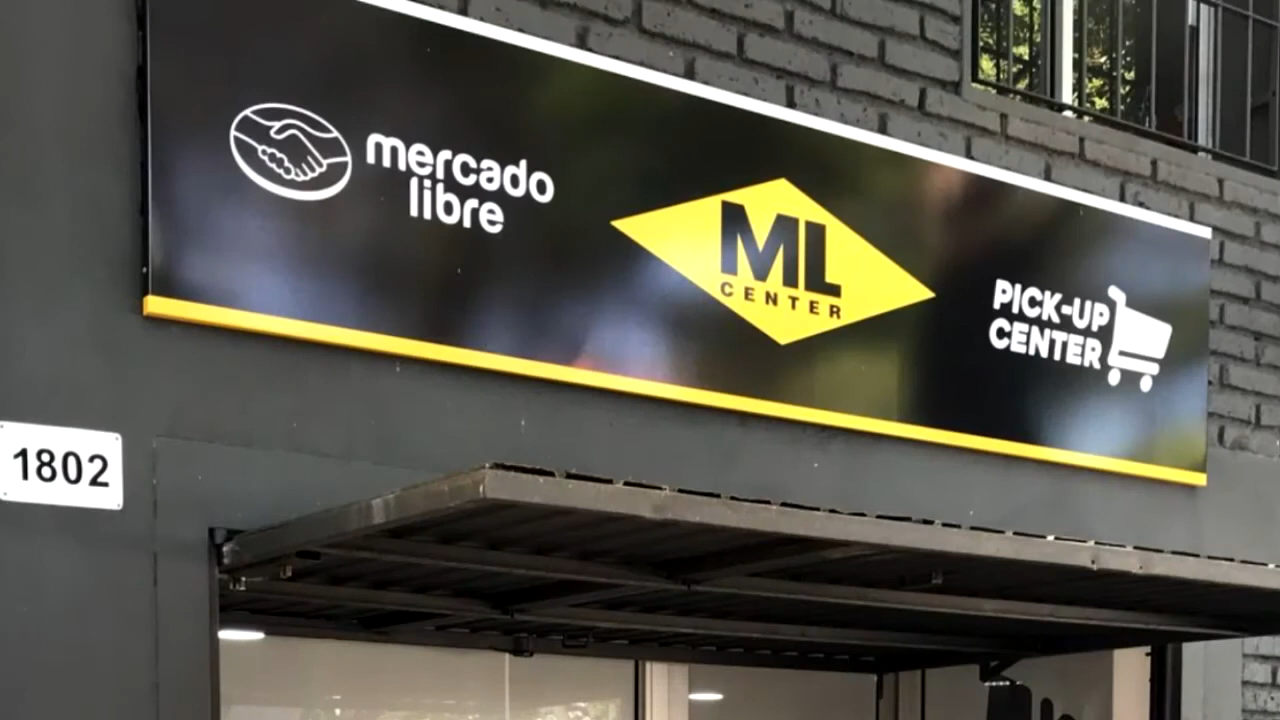 mercado
libre
ML
CENTER
PICK-UP
CENTER
1802